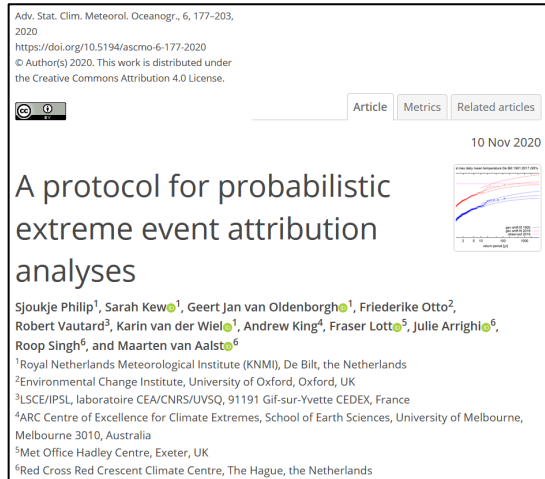 Adv. Stat. Clim. Meteorol. Oceanogr., 6, 177–203,
2020
https://doi.org/10.5194/ascmo-6-177-2020
© Author(s) 2020. This work is distributed under
the Creative Commons Attribution 4.0 License.
cc BY
Article Metrics Related articles
10 Nov 2020
A protocol for probabilistic
extreme event attribution
analyses
Sjoukje Philip1, Sarah Kew1, Geert Jan van Oldenborgh1, Friederike Otto2,
Robert Vautard3, Karin van der Wiel1, Andrew King4, Fraser Lott5, Julie Arrighi6,
Roop Singh6, and Maarten van Aalst6
1Royal Netherlands Meteorological Institute (KNMI), De Bilt, the Netherlands
2Environmental Change Institute, University of Oxford, Oxford, UK
3LSCE/IPSL, laboratoire CEA/CNRS/UVSQ, 91191 Gif-sur-Yvette CEDEX, France
4ARC Centre of Excellence for Climate Extremes, School of Earth Sciences, University of Melbourne,
Melbourne 3010, Australia
5Met Office Hadley Centre, Exeter, UK
6Red Cross Red Crescent Climate Centre, The Hague, the Netherlands